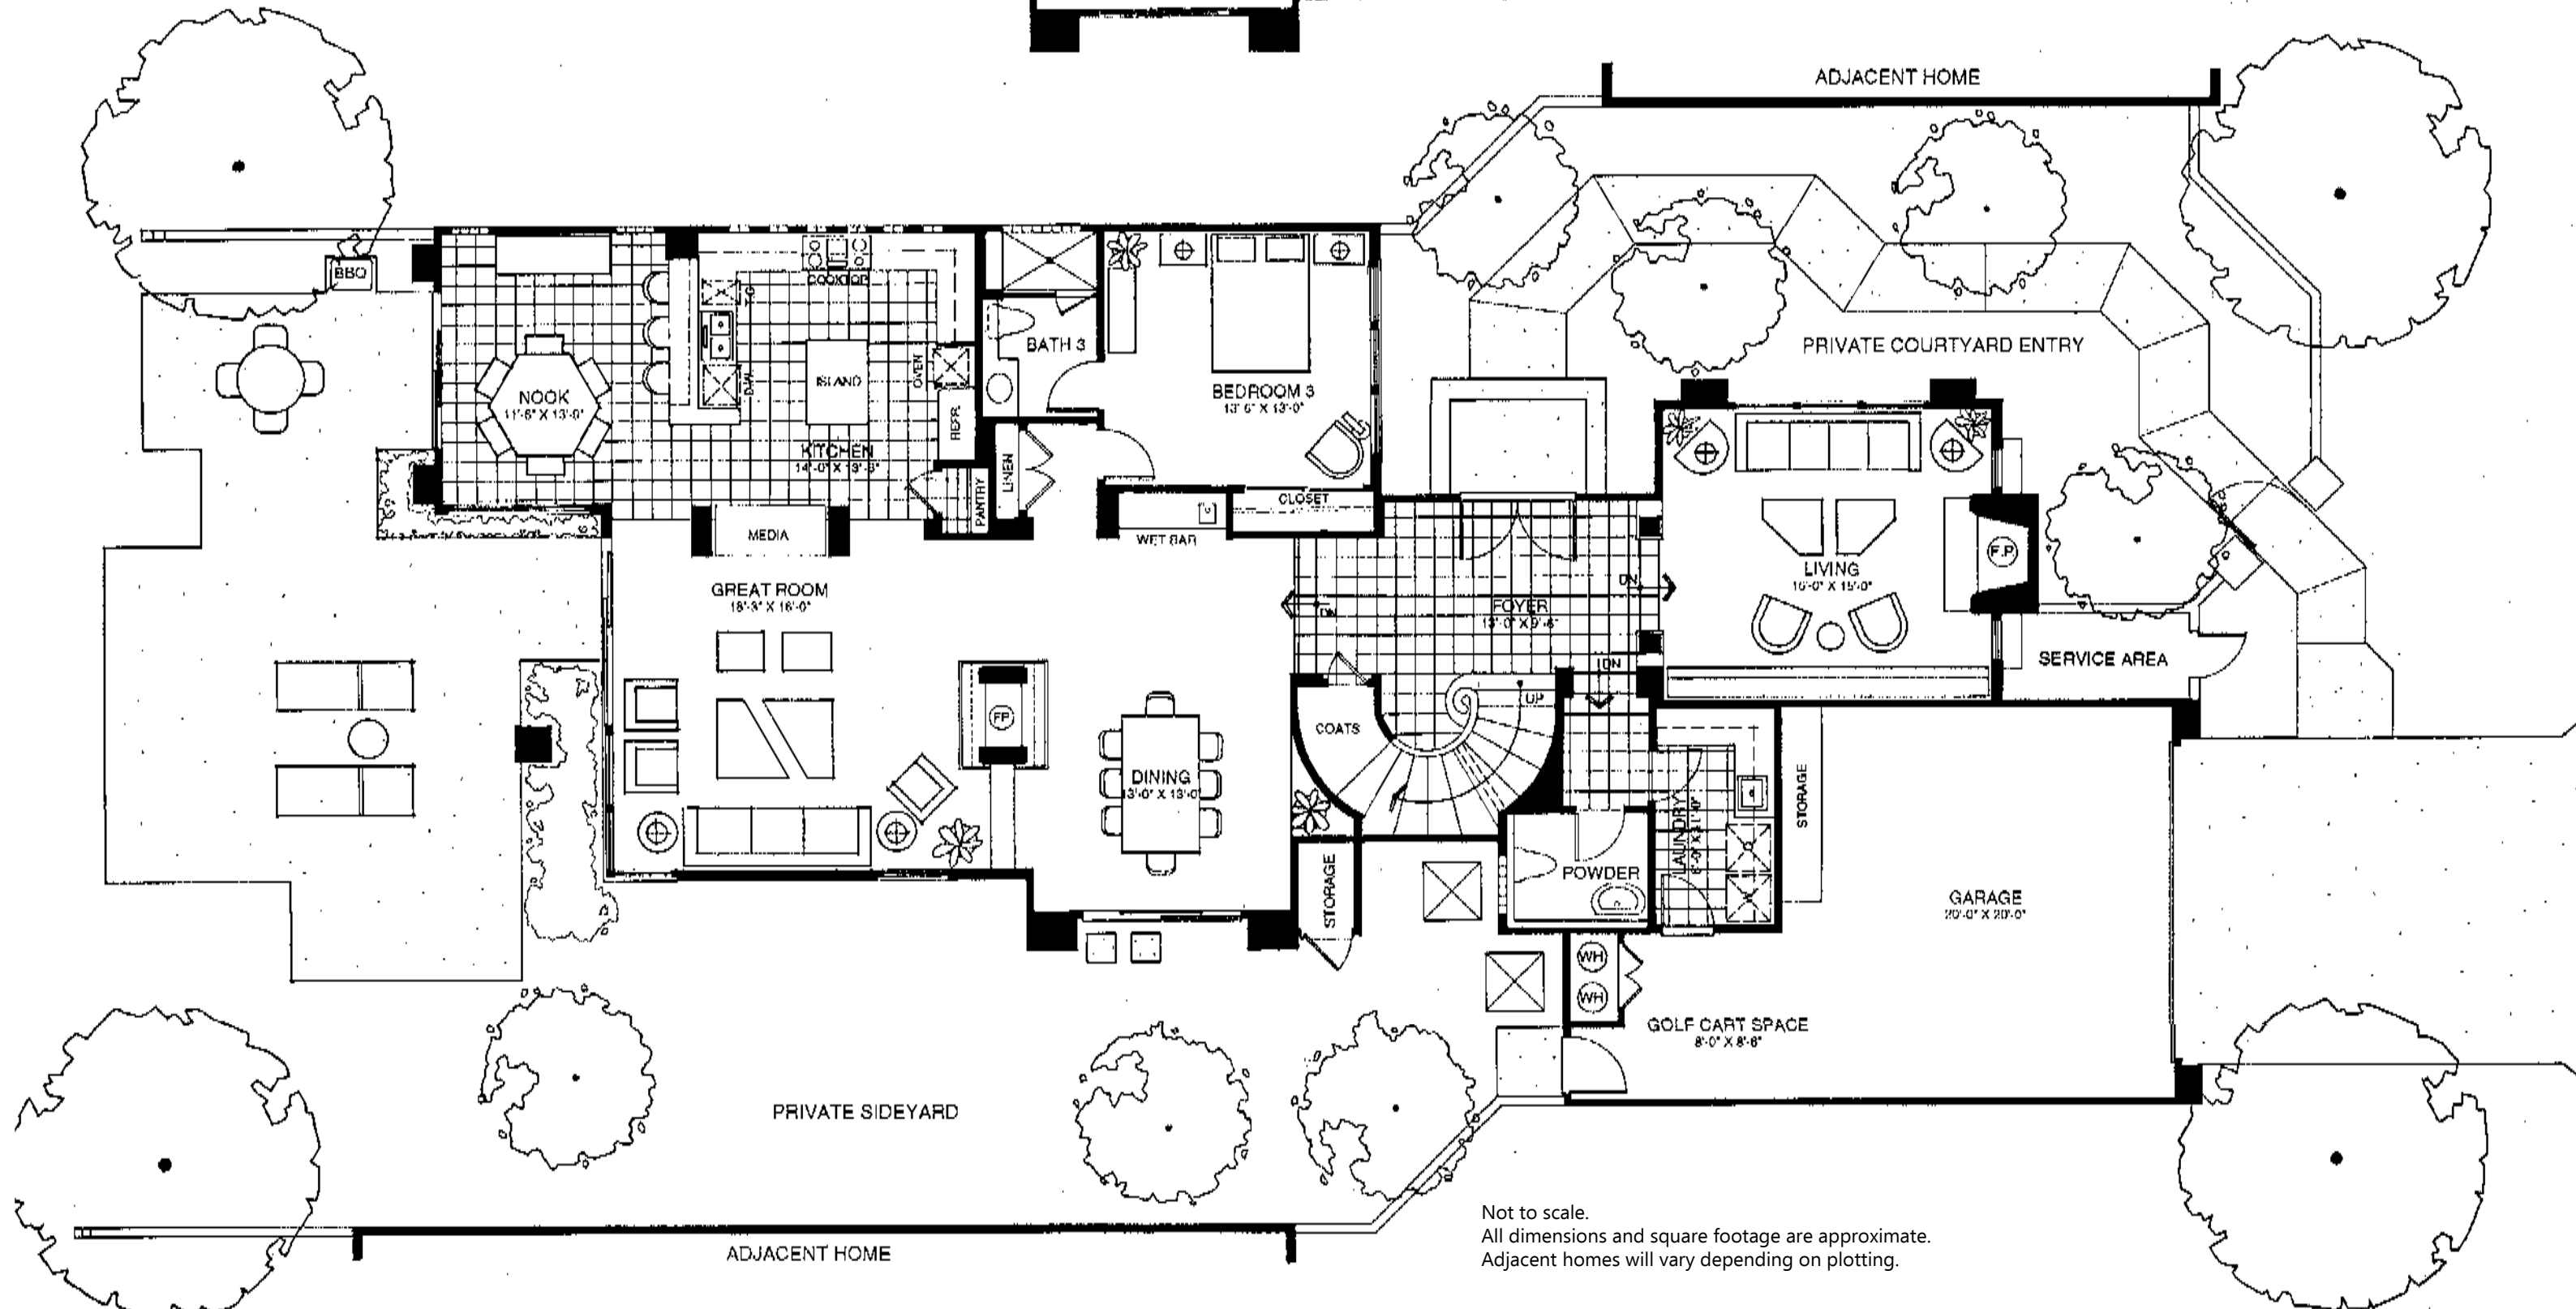 ADJACENT HOME
BBQ
COOKTOP
BATH 3
PRIVATE COURTYARD ENTRY
NOOK
11'-6" X 13'-0"
D.W.
ISLAND
OVEN
REFR.
BEDROOM 3
13'-6" X 13'-0"
KITCHEN
14'-0" X 13'-6"
PANTRY
LINEN
CLOSET
MEDIA
WET BAR
GREAT ROOM
18'-3" X 16'-0"
DN
FOYER
13'-0" X 9'-6"
DN
LIVING
16'-0" X 15'-0"
F.P.
DN
SERVICE AREA
UP
FP
COATS
DINING
13'-0" X 13'-0"
LAUNDRY
STORAGE
STORAGE
POWDER
GARAGE
20'-0" X 20'-0"
WH
WH
GOLF CART SPACE
8'-0" X 8'-6"
PRIVATE SIDEYARD
ADJACENT HOME
Not to scale.
All dimensions and square footage are approximate.
Adjacent homes will vary depending on plotting.